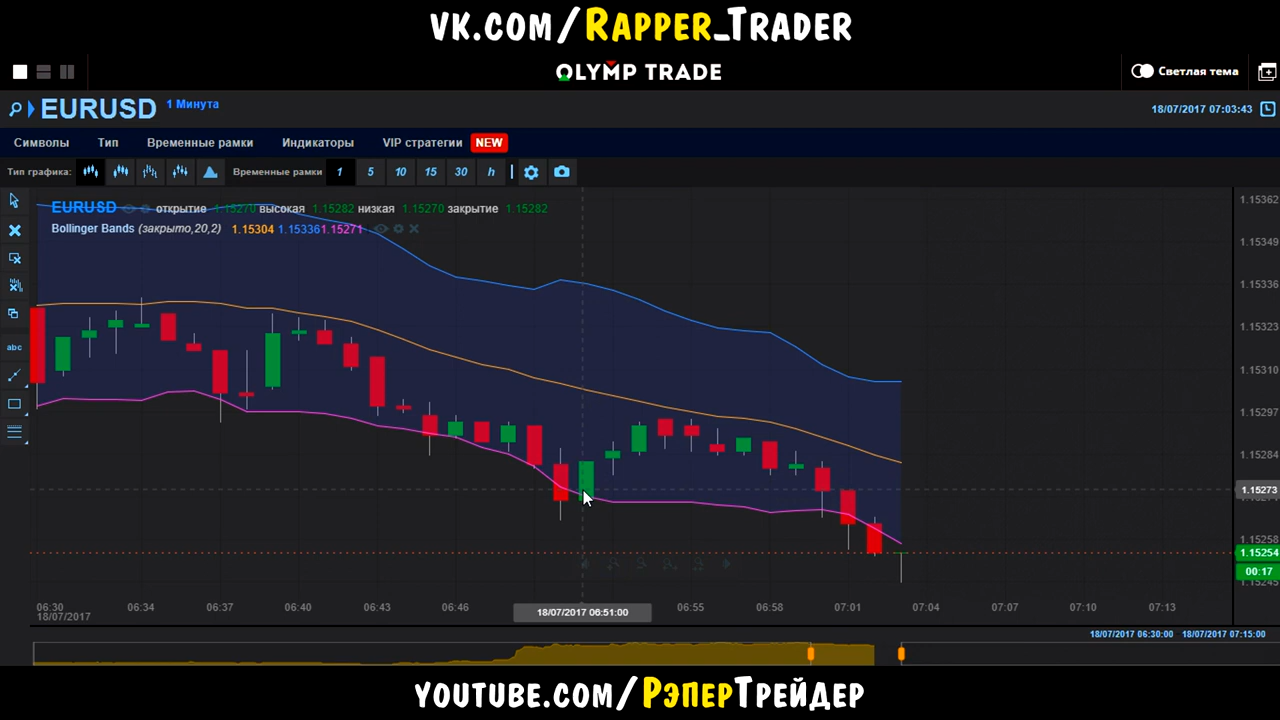 VK.COM/RAPPER_TRADER
OLYMP TRADE
Светлая тема
EURUSD 1 Минута
18/07/2017 07:03:43
Символы Тип Временные рамки Индикаторы VIP стратегии NEW
Тип графика: Временные рамки 1 5 10 15 30 h
EURUSD открытие 1.15270 высокая 1.15282 низкая 1.15270 закрытие 1.15282
Bollinger Bands (закрыто,20,2) 1.15304 1.15336 1.15271
abc
1.15362
1.15349
1.15336
1.15323
1.15310
1.15297
1.15284
1.15273
1.15258
1.15254
00:17
1.15245
06:30 06:34 06:37 06:40 06:43 06:46 18/07/2017 06:51:00 06:55 06:58 07:01 07:04 07:07 07:10 07:13
18/07/2017
18/07/2017 06:30:00 18/07/2017 07:15:00
YOUTUBE.COM/РЭПЕРТРЕЙДЕР